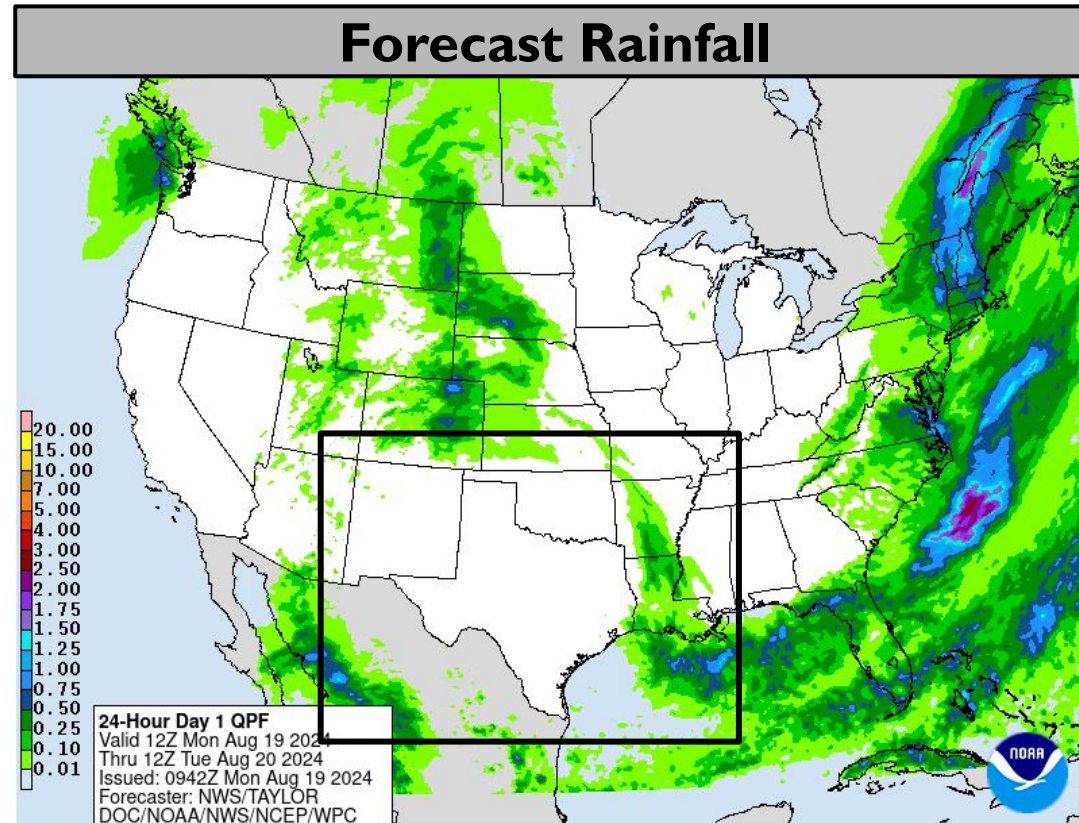 Forecast Rainfall
20.00
15.00
10.00
7.00
5.00
4.00
3.00
2.50
2.00
1.75
1.50
1.25
1.00
0.75
0.50
0.25
0.10
0.01
24-Hour Day 1 QPF
Valid 12Z Mon Aug 19 2024
Thru 12Z Tue Aug 20 2024
Issued: 0942Z Mon Aug 19 2024
Forecaster: NWS/TAYLOR
DOC/NOAA/NWS/NCEP/WPC
NOAA